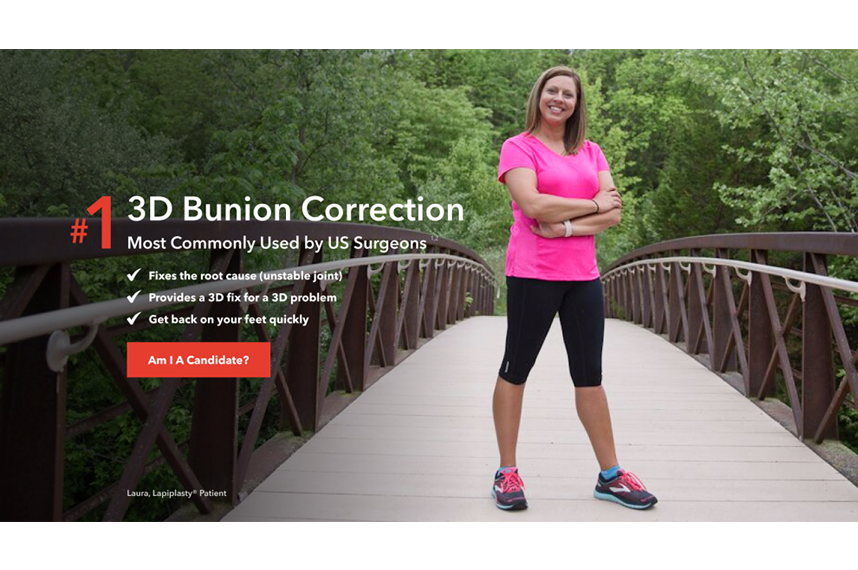 #1
3D Bunion Correction
Most Commonly Used by US Surgeons
Fixes the root cause (unstable joint)
Provides a 3D fix for a 3D problem
Get back on your feet quickly
Am I A Candidate?
Laura, Lapiplasty® Patient